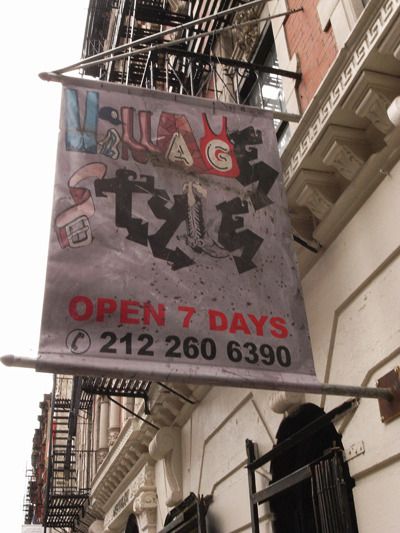 VILLAGE
STYLE
OPEN 7 DAYS
212 260 6390